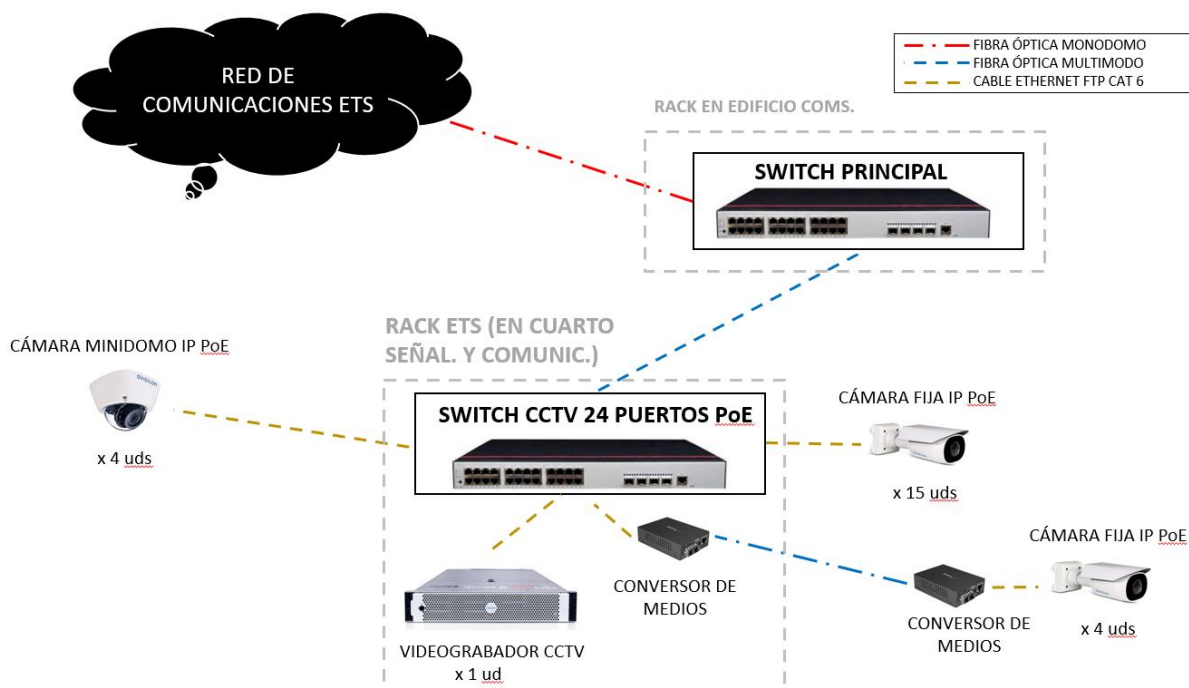 RED DE
COMUNICACIONES ETS
FIBRA ÓPTICA MONODOMO
FIBRA ÓPTICA MULTIMODO
CABLE ETHERNET FTP CAT 6
RACK EN EDIFICIO COMS.
SWITCH PRINCIPAL
RACK ETS (EN CUARTO
SEÑAL. Y COMUNIC.)
CÁMARA MINIDOMO IP PoE
x 4 uds
SWITCH CCTV 24 PUERTOS PoE
CÁMARA FIJA IP PoE
x 15 uds
CONVERSOR DE
MEDIOS
VIDEOGRABADOR CCTV
x 1 ud
CÁMARA FIJA IP PoE
x 4 uds
CONVERSOR DE
MEDIOS